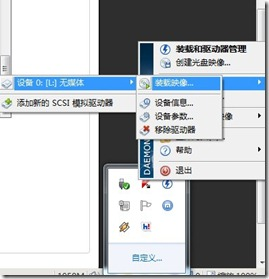 装载和驱动器管理
创建光盘映像...
设备 0: [L:] 无媒体
添加新的 SCSI 模拟驱动器
装载映像...
设备信息...
设备参数...
移除驱动器
映像
帮助
退出
DAEMON
自定义...